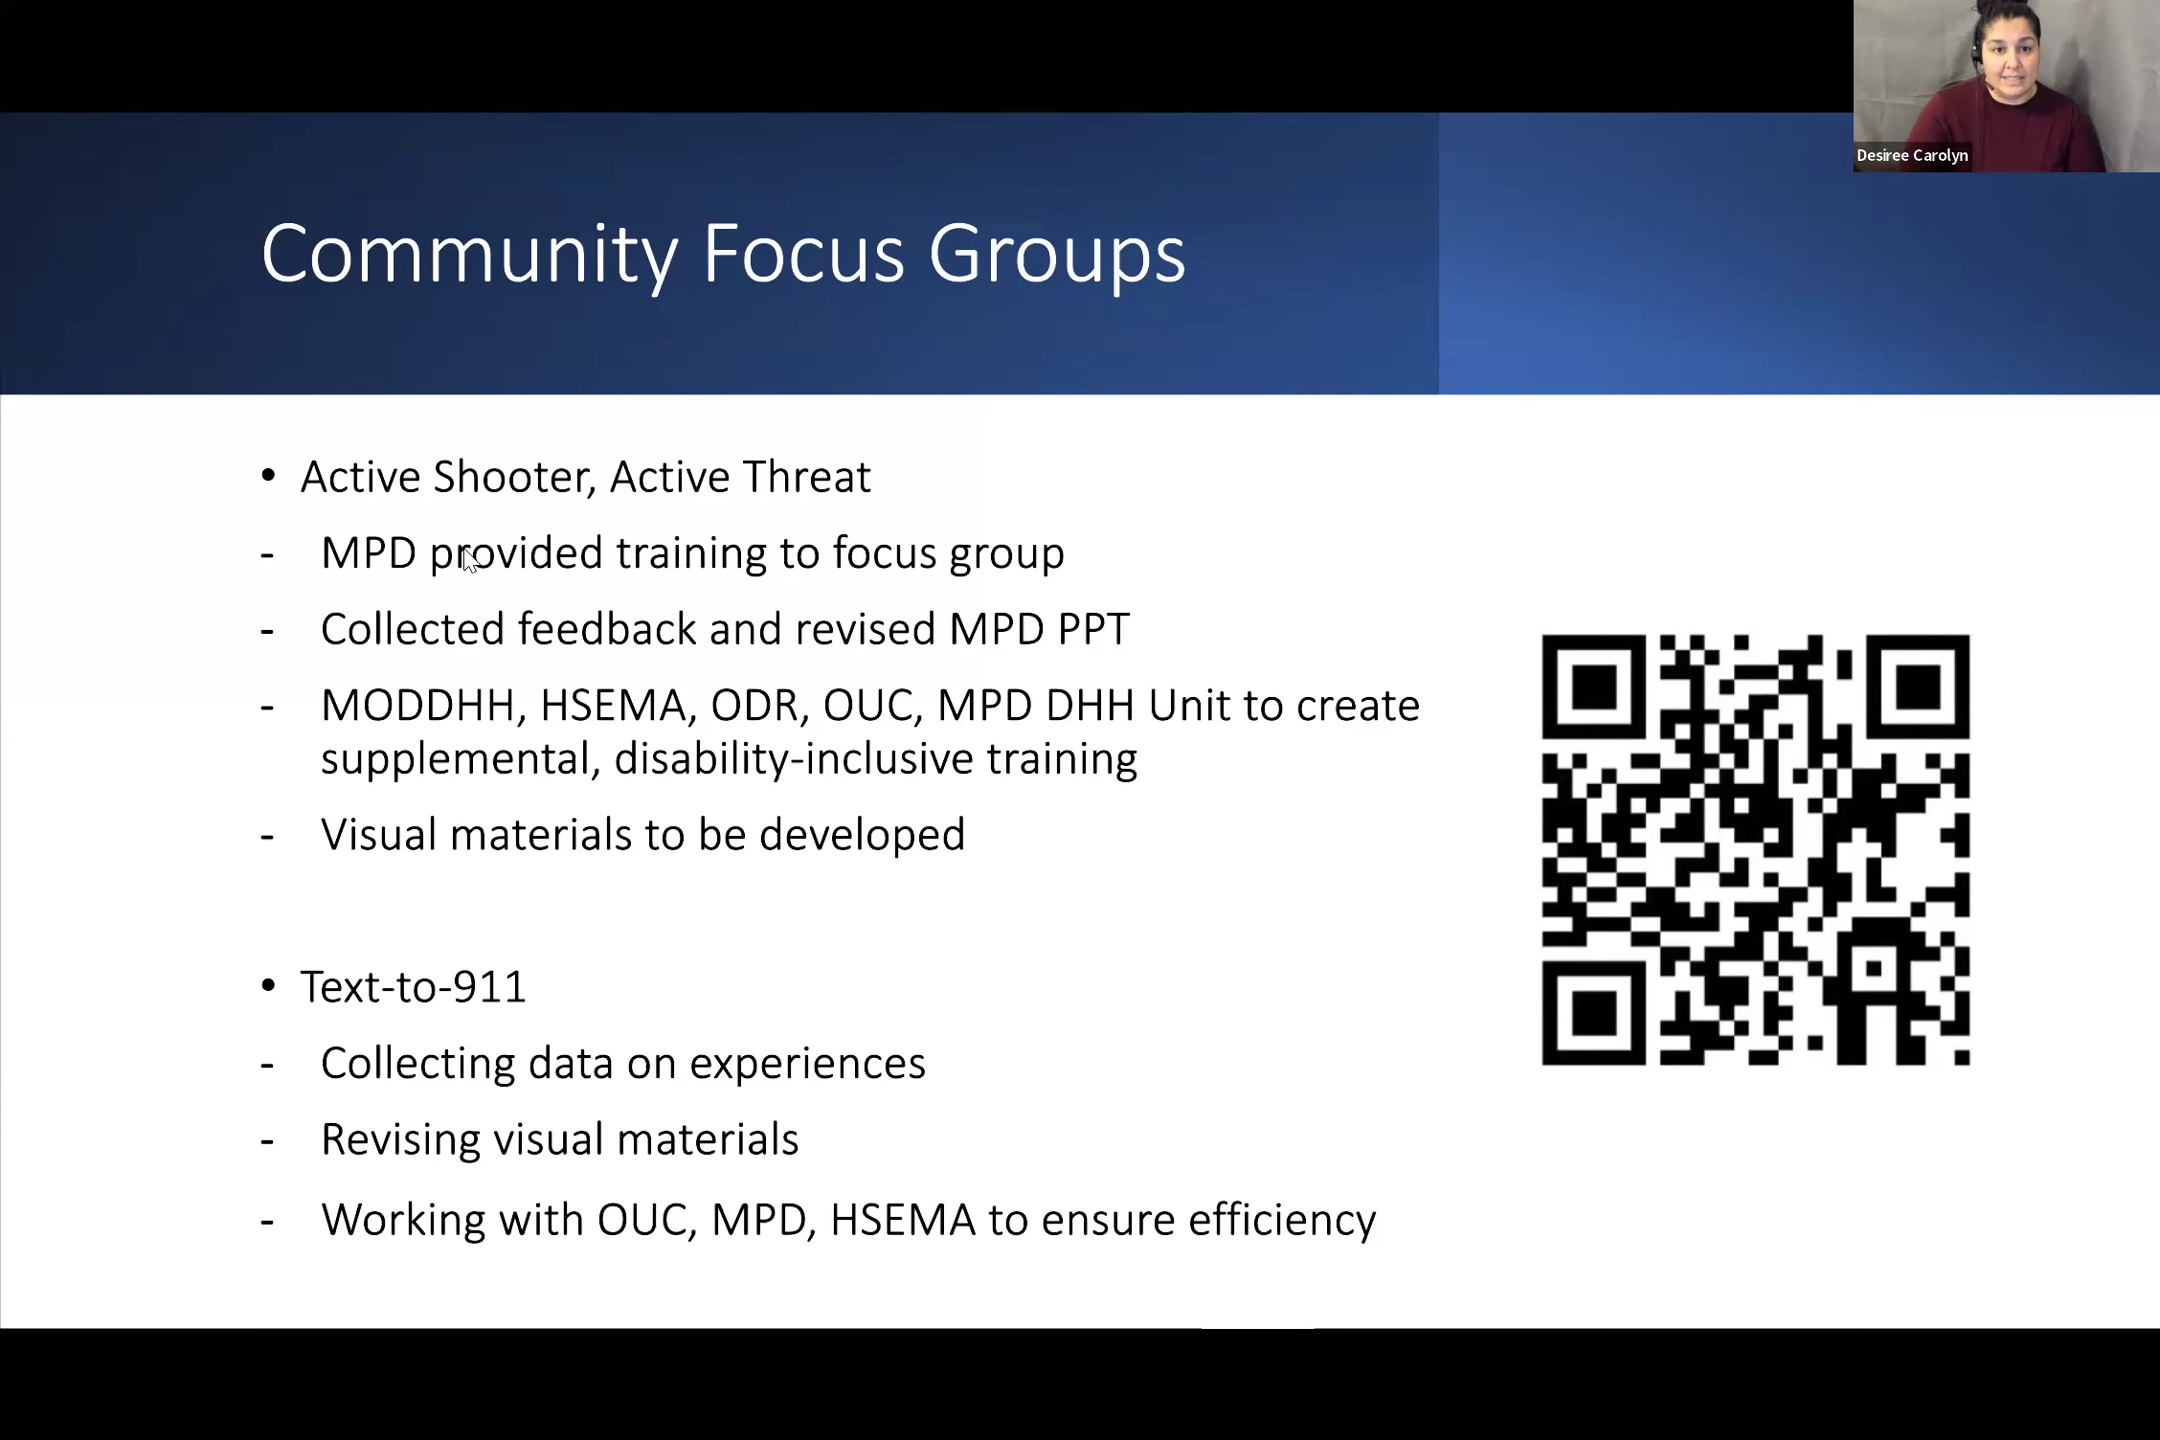 Desiree Carolyn
Community Focus Groups
• Active Shooter, Active Threat
- MPD provided training to focus group
- Collected feedback and revised MPD PPT
- MODDHH, HSEMA, ODR, OUC, MPD DHH Unit to create
supplemental, disability-inclusive training
- Visual materials to be developed
• Text-to-911
- Collecting data on experiences
- Revising visual materials
- Working with OUC, MPD, HSEMA to ensure efficiency